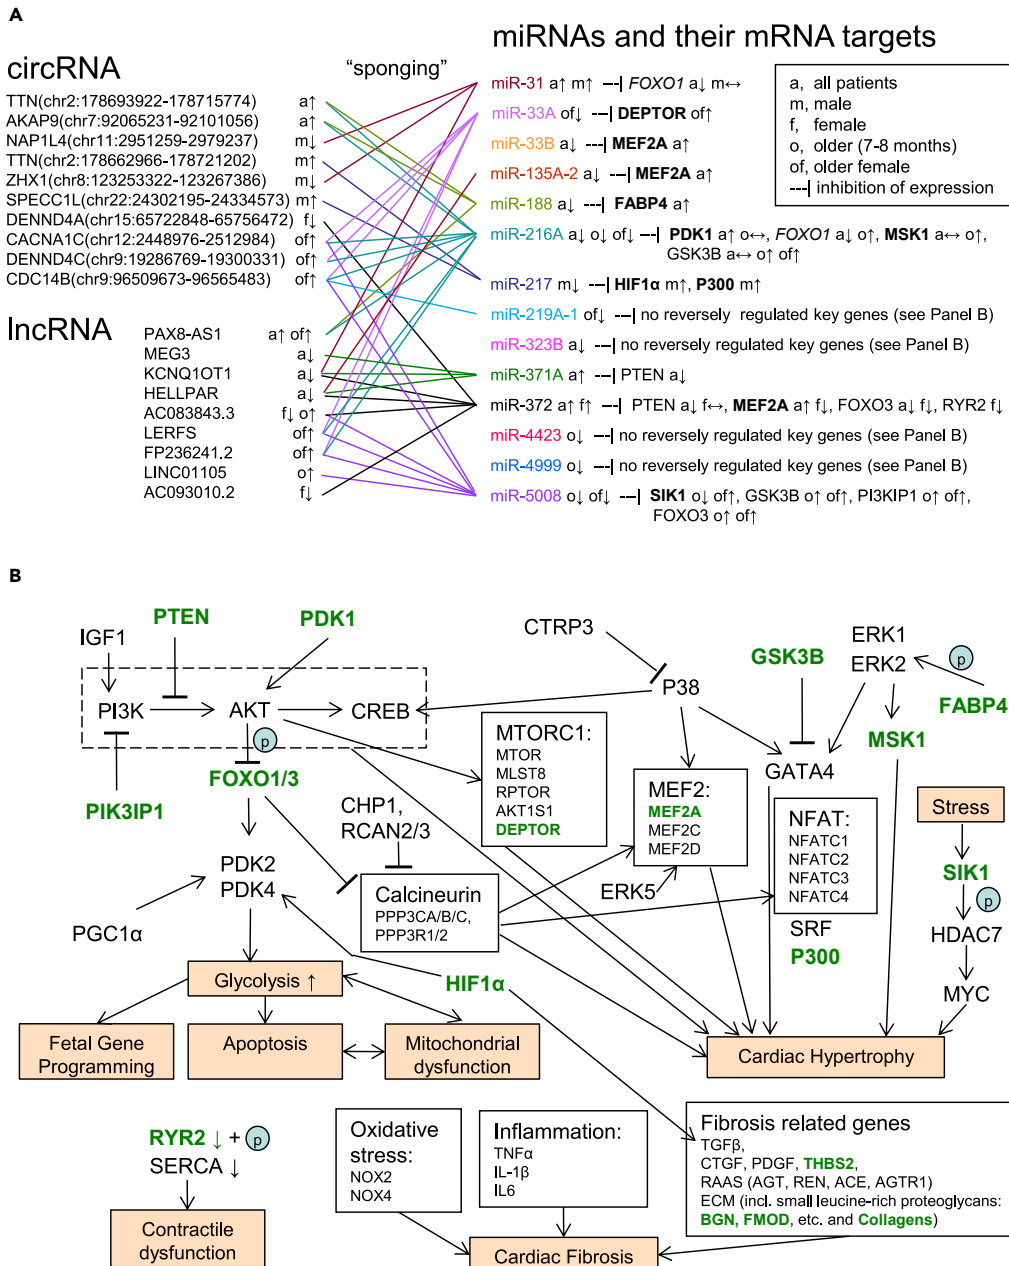 A
miRNAs and their mRNA targets
circRNA
“sponging”
TTN(chr2:178693922-178715774) a↑
AKAP9(chr7:92065231-92101056) a↑
NAP1L4(chr11:2951259-2979237) m↓
TTN(chr2:178662966-178721202) m↑
ZHX1(chr8:123253322-123267386) m↓
SPECC1L(chr22:24302195-24334573) m↑
DENND4A(chr15:65722848-65756472) f↓
CACNA1C(chr12:2448976-2512984) of↑
DENND4C(chr9:19286769-19300331) of↑
CDC14B(chr9:96509673-96565483) of↑
lncRNA
PAX8-AS1 a↑ of↑
MEG3 a↓
KCNQ1OT1 a↓
HELLPAR a↓
AC083843.3 f↓ o↑
LERFS of↑
FP236241.2 of↑
LINC01105 o↑
AC093010.2 f↓
miR-31 a↑ m↑ ---| FOXO1 a↓ m↔
miR-33A of↓ ---| DEPTOR of↑
miR-33B a↓ ---| MEF2A a↑
miR-135A-2 a↓ ---| MEF2A a↑
miR-188 a↓ ---| FABP4 a↑
miR-216A a↓ o↓ of↓ ---| PDK1 a↑ o↔, FOXO1 a↓ o↑, MSK1 a↔ o↑,
GSK3B a↔ o↑ of↑
miR-217 m↓ ---| HIF1α m↑, P300 m↑
miR-219A-1 of↓ ---| no reversely regulated key genes (see Panel B)
miR-323B a↓ ---| no reversely regulated key genes (see Panel B)
miR-371A a↑ ---| PTEN a↓
miR-372 a↑ f↑ ---| PTEN a↓ f↔, MEF2A a↑ f↓, FOXO3 a↓ f↓, RYR2 f↓
miR-4423 o↓ ---| no reversely regulated key genes (see Panel B)
miR-4999 o↓ ---| no reversely regulated key genes (see Panel B)
miR-5008 o↓ of↓ ---| SIK1 o↓ of↑, GSK3B o↑ of↑, PI3KIP1 o↑ of↑,
FOXO3 o↑ of↑
a, all patients
m, male
f, female
o, older (7-8 months)
of, older female
---| inhibition of expression
B
PTEN
PDK1
IGF1
PI3K
AKT
CREB
p
FOXO1/3
PIK3IP1
CTRP3
P38
GSK3B
ERK1
ERK2
p
FABP4
MSK1
GATA4
MTORC1:
MTOR
MLST8
RPTOR
AKT1S1
DEPTOR
MEF2:
MEF2A
MEF2C
MEF2D
ERK5
NFAT:
NFATC1
NFATC2
NFATC3
NFATC4
SRF
P300
Stress
SIK1
p
HDAC7
MYC
CHP1,
RCAN2/3
Calcineurin
PPP3CA/B/C,
PPP3R1/2
PDK2
PDK4
PGC1α
HIF1α
Glycolysis ↑
Fetal Gene
Programming
Apoptosis
Mitochondrial
dysfunction
Cardiac Hypertrophy
RYR2 ↓ + p
SERCA ↓
Contractile
dysfunction
Oxidative
stress:
NOX2
NOX4
Inflammation:
TNFα
IL-1β
IL6
Cardiac Fibrosis
Fibrosis related genes
TGFβ,
CTGF, PDGF, THBS2,
RAAS (AGT, REN, ACE, AGTR1)
ECM (incl. small leucine-rich proteoglycans:
BGN, FMOD, etc. and Collagens)